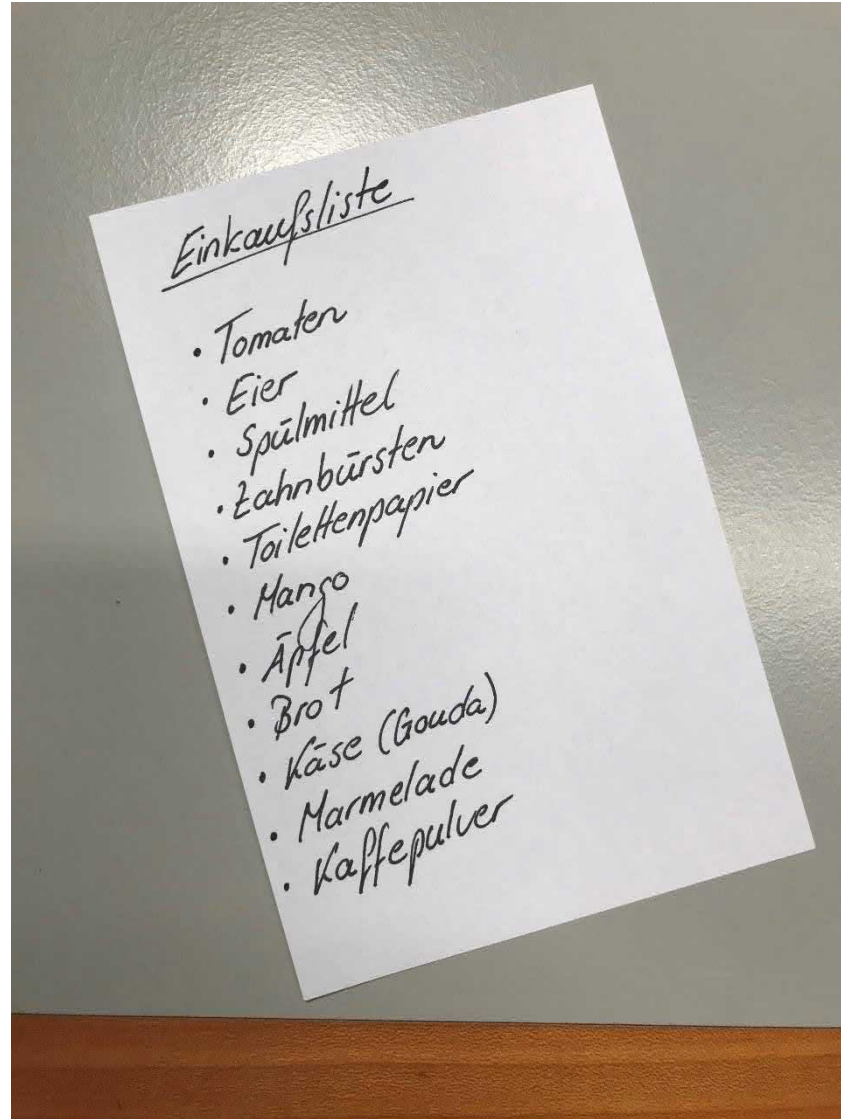 Einkaufsliste
• Tomaten
• Eier
• Spülmittel
• Zahnbürsten
• Toilettenpapier
• Mango
• Äpfel
• Brot
• Käse (Gouda)
• Marmelade
• Kaffepulver